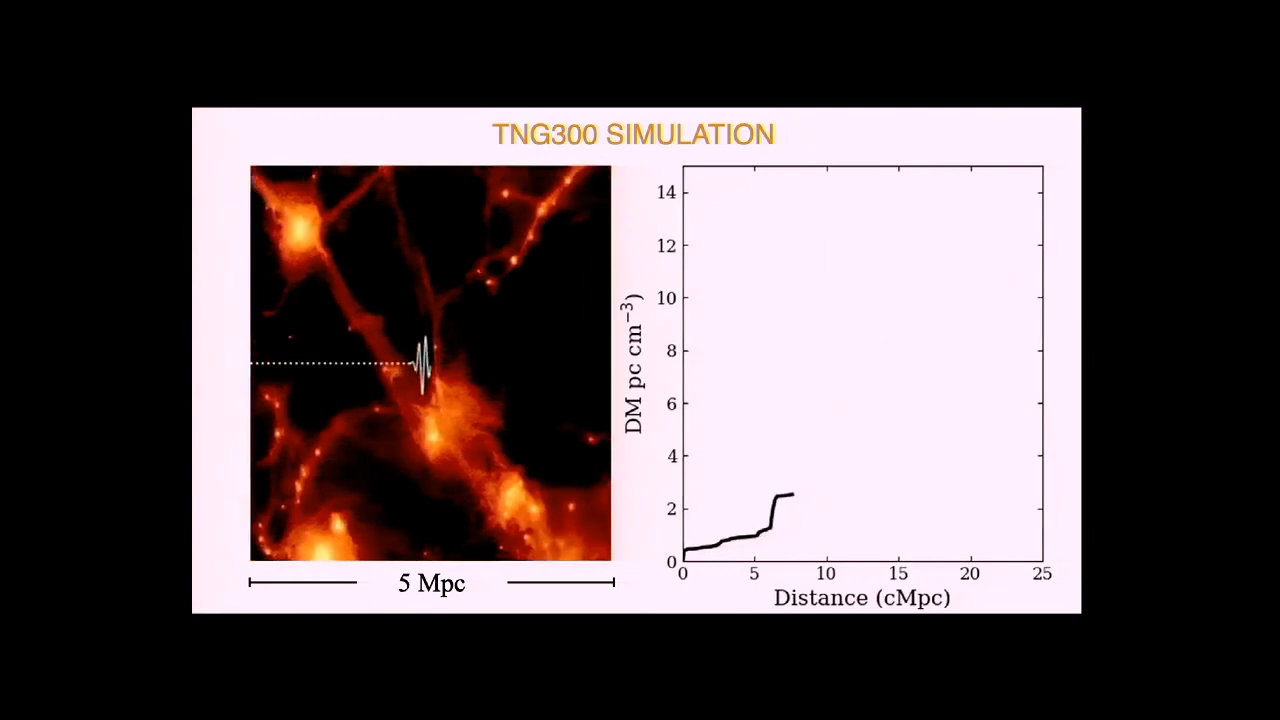 TNG300 SIMULATION
14
12
10
8
6
4
2
0
DM pc cm⁻³
0 5 10 15 20 25
Distance (cMpc)
5 Mpc